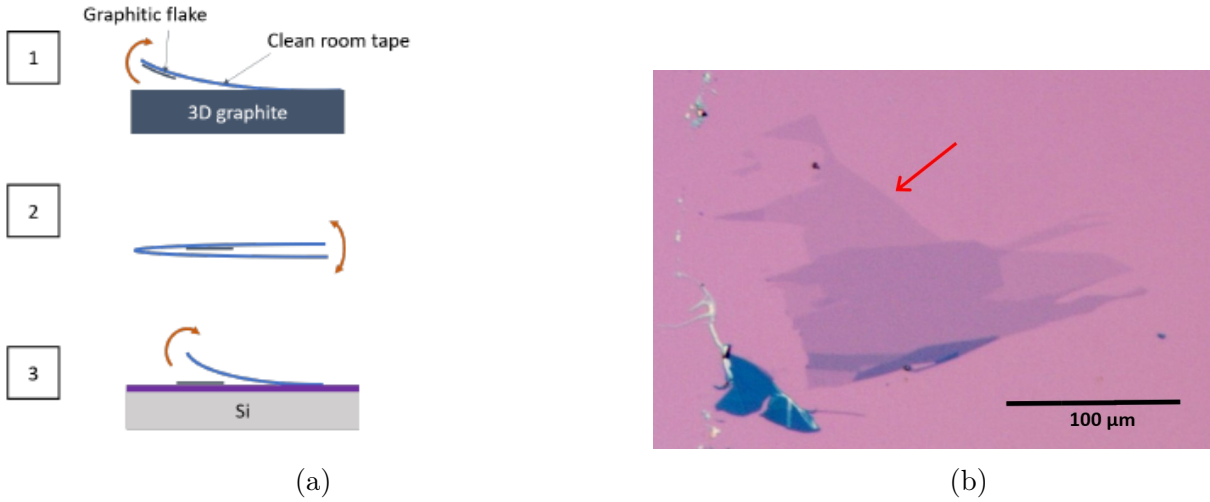 Graphitic flake
Clean room tape
1
3D graphite
2
3
Si
100 µm
(a)
(b)